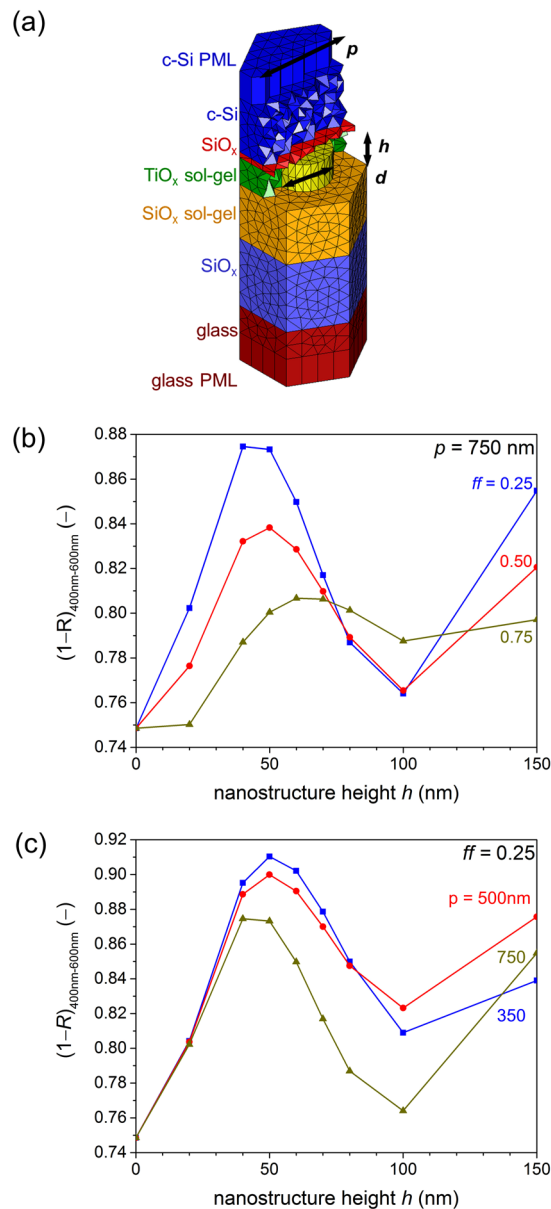 (a)
p
c-Si PML
c-Si
SiOx
h
TiOx sol-gel
d
SiOx sol-gel
SiOx
glass
glass PML
(b)
0.88
0.86
0.84
0.82
0.80
0.78
0.76
0.74
(1–R)400nm-600nm (–)
p = 750 nm
ff = 0.25
0.50
0.75
0 50 100 150
nanostructure height h (nm)
(c)
0.92
0.90
0.88
0.86
0.84
0.82
0.80
0.78
0.76
0.74
(1–R)400nm-600nm (–)
ff = 0.25
p = 500nm
750
350
0 50 100 150
nanostructure height h (nm)